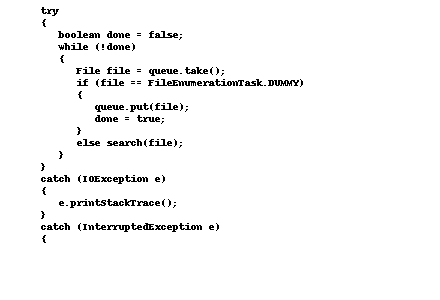 try
{
   boolean done = false;
   while (!done)
   {
      File file = queue.take();
      if (file == FileEnumerationTask.DUMMY)
      {
         queue.put(file);
         done = true;
      }
      else search(file);
   }
}
catch (IOException e)
{
   e.printStackTrace();
}
catch (InterruptedException e)
{